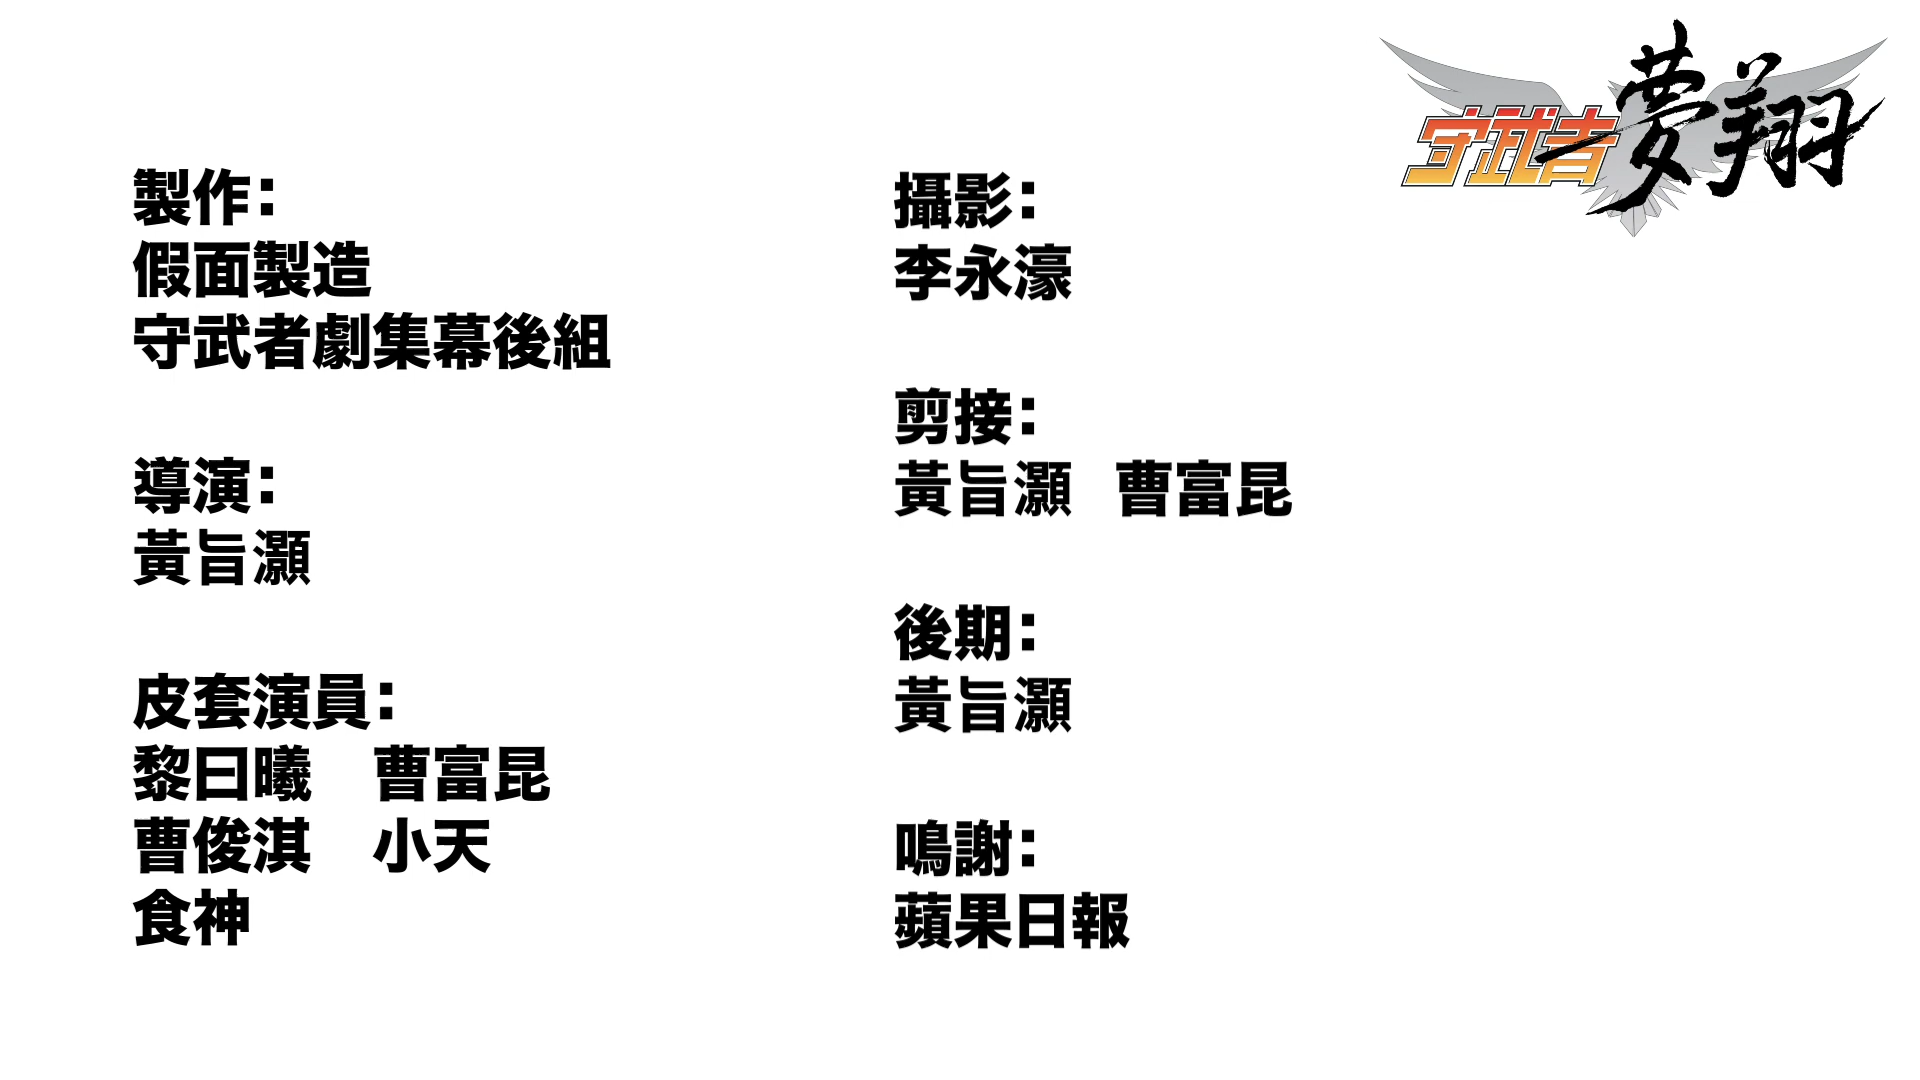 守武者夢翔
製作：
假面製造
守武者劇集幕後組
導演：
黃旨灝
皮套演員：
黎曰曦　曹富昆
曹俊淇　小天
食神
攝影：
李永濠
剪接：
黃旨灝　曹富昆
後期：
黃旨灝
鳴謝：
蘋果日報